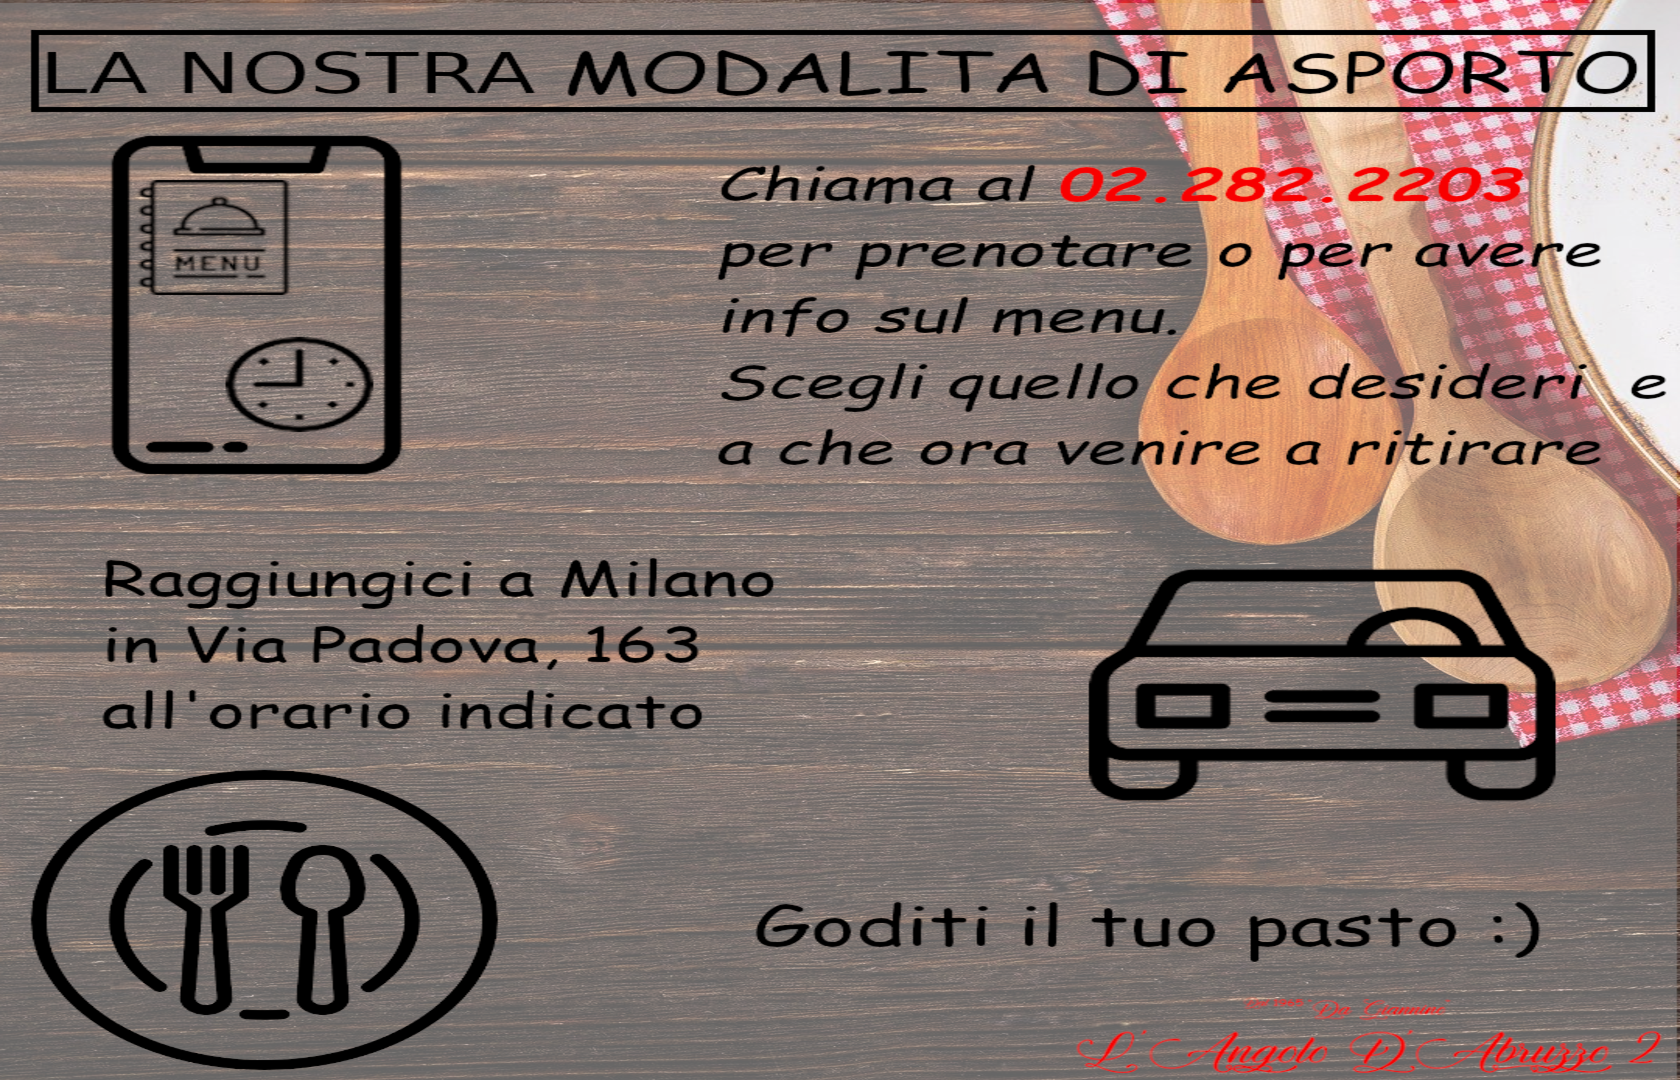 LA NOSTRA MODALITA DI ASPORTO
MENU
Chiama al 02.282.2203
per prenotare o per avere
info sul menu.
Scegli quello che desideri e
a che ora venire a ritirare
Raggiungici a Milano
in Via Padova, 163
all'orario indicato
Goditi il tuo pasto :)
Da
L'Angolo D'Abruzzo 2